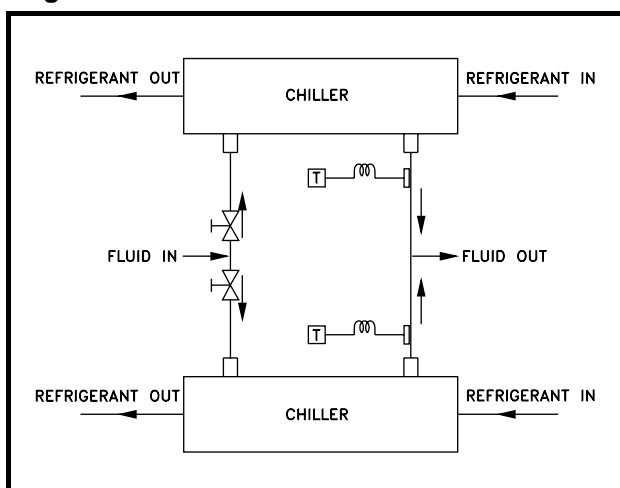 REFRIGERANT OUT
CHILLER
REFRIGERANT IN
T
FLUID IN
FLUID OUT
T
REFRIGERANT OUT
CHILLER
REFRIGERANT IN